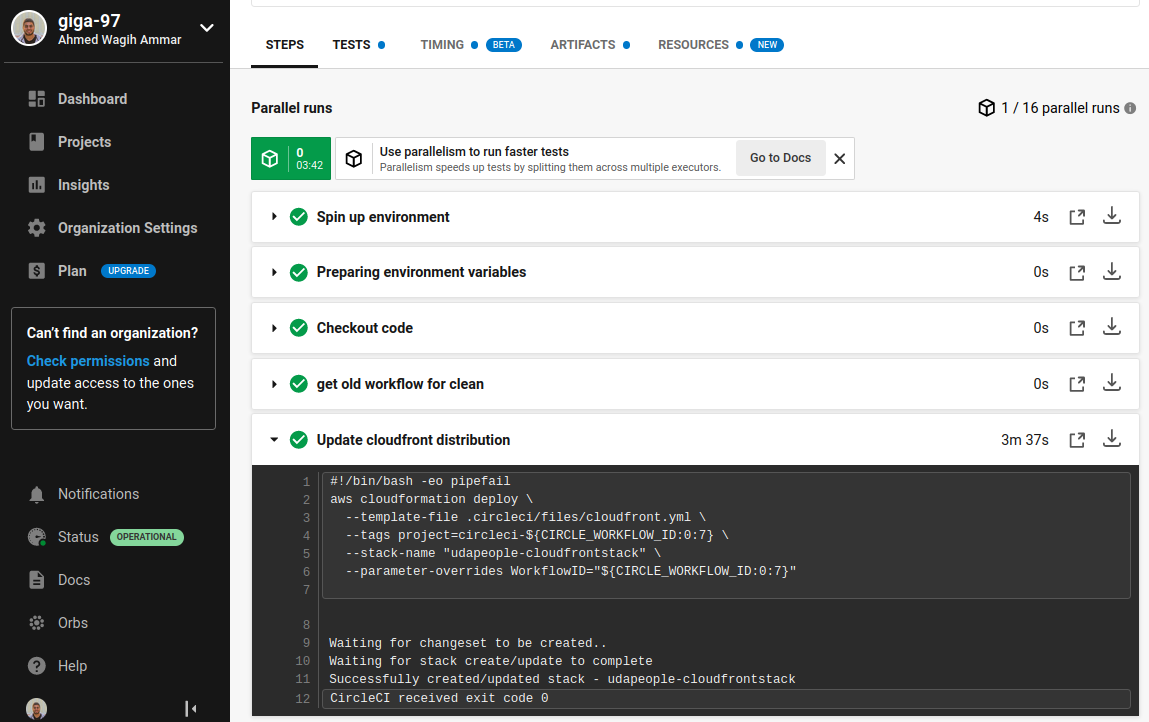 giga-97
Ahmed Wagih Ammar
Dashboard
Projects
Insights
Organization Settings
Plan UPGRADE
Can't find an organization?
Check permissions and
update access to the ones
you want.
Notifications
Status OPERATIONAL
Docs
Orbs
Help
STEPS TESTS TIMING BETA ARTIFACTS RESOURCES NEW
Parallel runs 1 / 16 parallel runs
0
03:42
Use parallelism to run faster tests
Parallelism speeds up tests by splitting them across multiple executors.
Go to Docs
Spin up environment 4s
Preparing environment variables 0s
Checkout code 0s
get old workflow for clean 0s
Update cloudfront distribution 3m 37s
1 #!/bin/bash -eo pipefail
2 aws cloudformation deploy \
3 --template-file .circleci/files/cloudfront.yml \
4 --tags project=circleci-${CIRCLE_WORKFLOW_ID:0:7} \
5 --stack-name "udapeople-cloudfrontstack" \
6 --parameter-overrides WorkflowID="${CIRCLE_WORKFLOW_ID:0:7}"
7
8
9 Waiting for changeset to be created..
10 Waiting for stack create/update to complete
11 Successfully created/updated stack - udapeople-cloudfrontstack
12 CircleCI received exit code 0